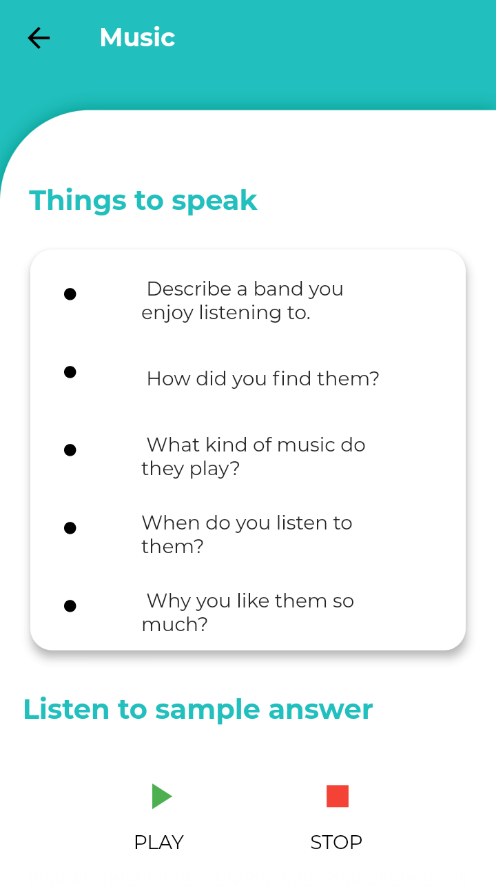 Music
Things to speak
Describe a band you
enjoy listening to.
How did you find them?
What kind of music do
they play?
When do you listen to
them?
Why you like them so
much?
Listen to sample answer
PLAY
STOP